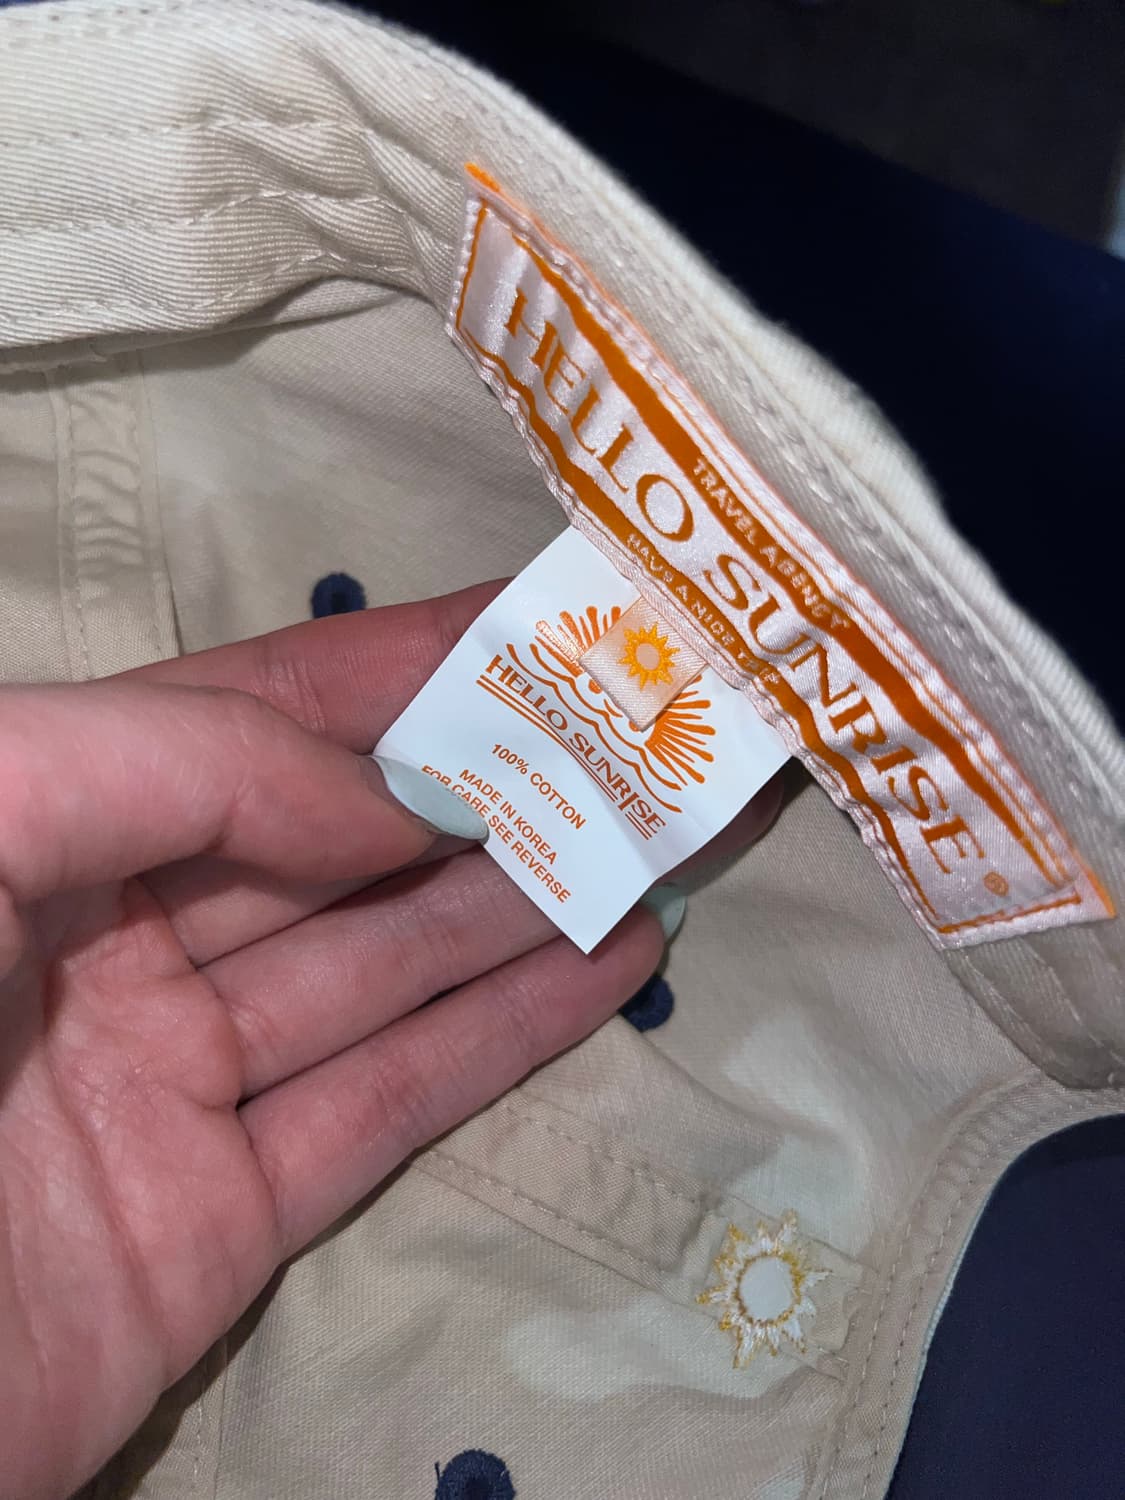 TRAVEL AGENCY
HELLO SUNRISE ®
HAVE A NICE TRIP
HELLO SUNRISE
100% COTTON
MADE IN KOREA
FOR CARE SEE REVERSE